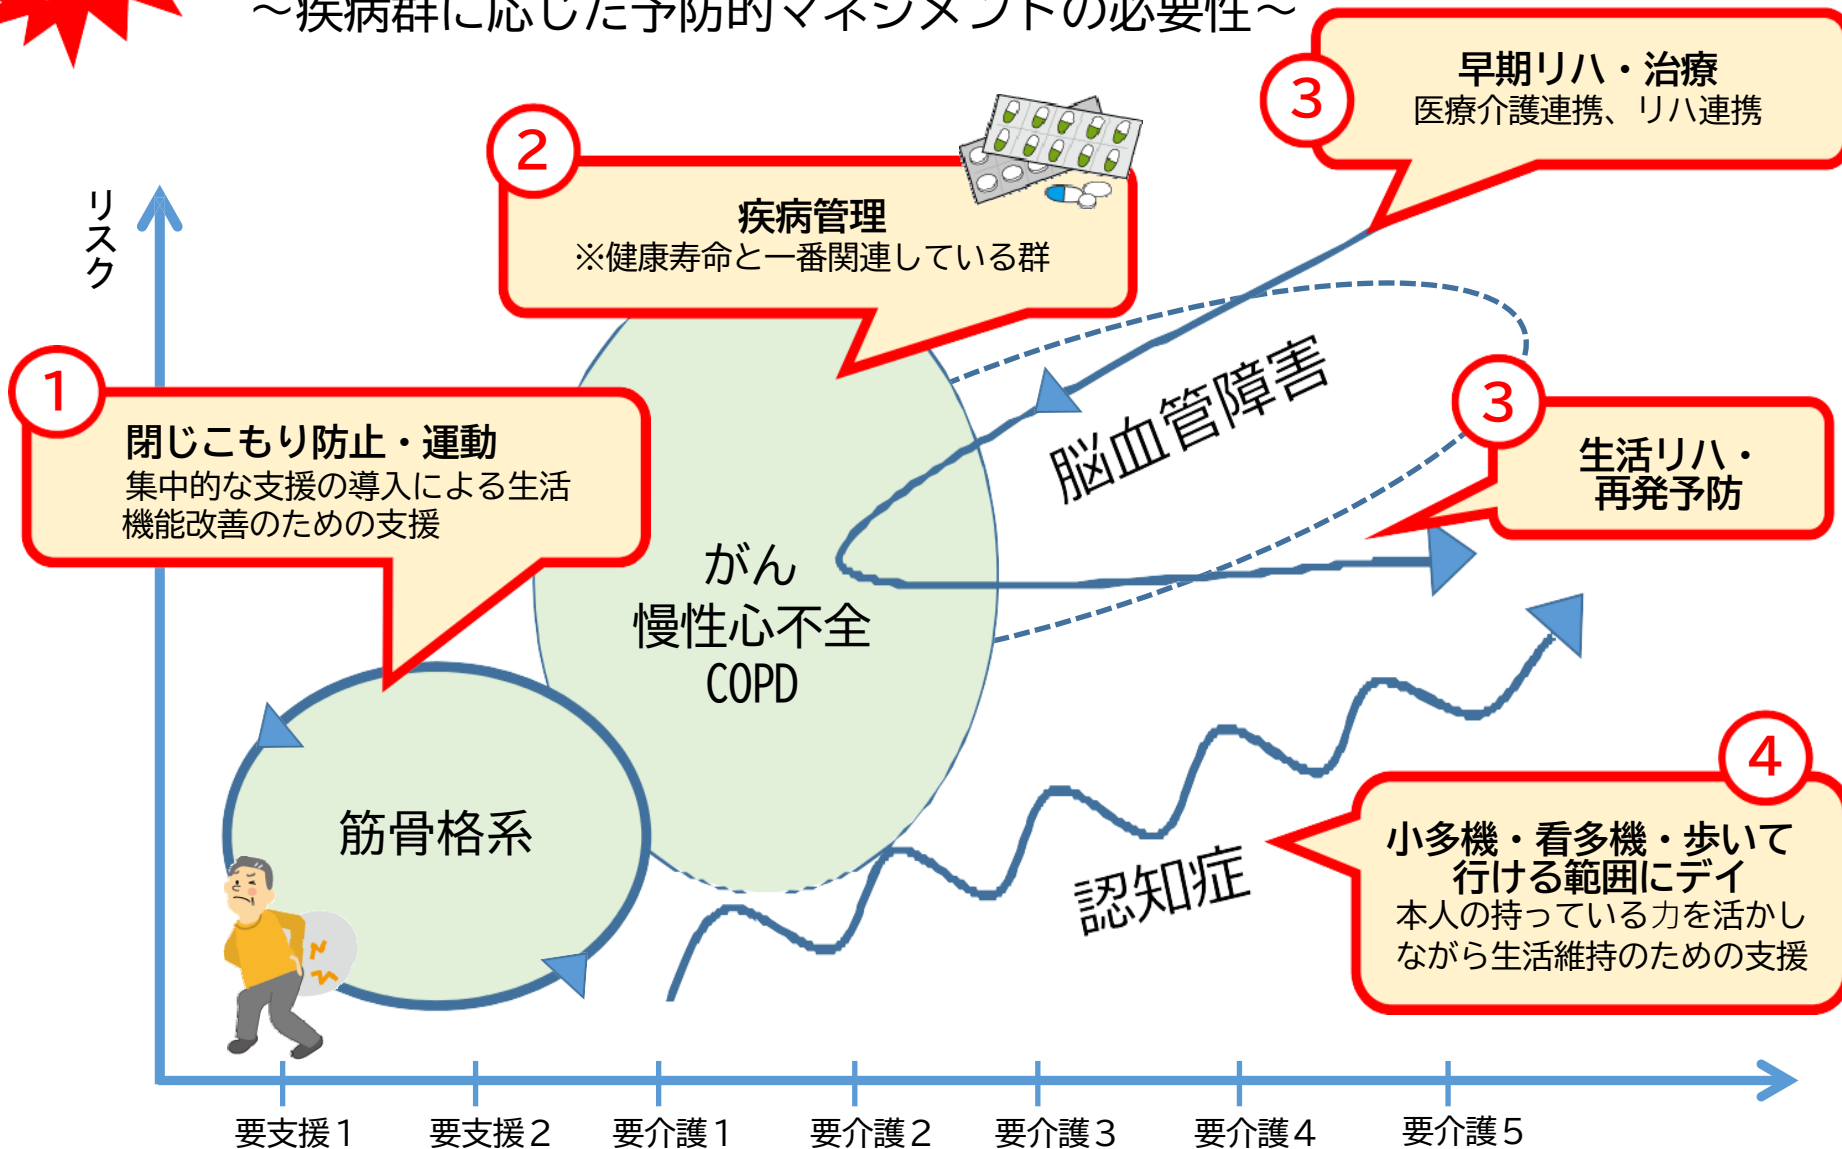 ～疾病群に応じた予防的マネジメントの必要性～
3
早期リハ・治療
医療介護連携、リハ連携
2
疾病管理
※健康寿命と一番関連している群
リスク
1
閉じこもり防止・運動
集中的な支援の導入による生活
機能改善のための支援
脳血管障害
3
生活リハ・
再発予防
がん
慢性心不全
COPD
筋骨格系
認知症
4
小多機・看多機・歩いて
行ける範囲にデイ
本人の持っている力を活かし
ながら生活維持のための支援
要支援1
要支援2
要介護1
要介護2
要介護3
要介護4
要介護5